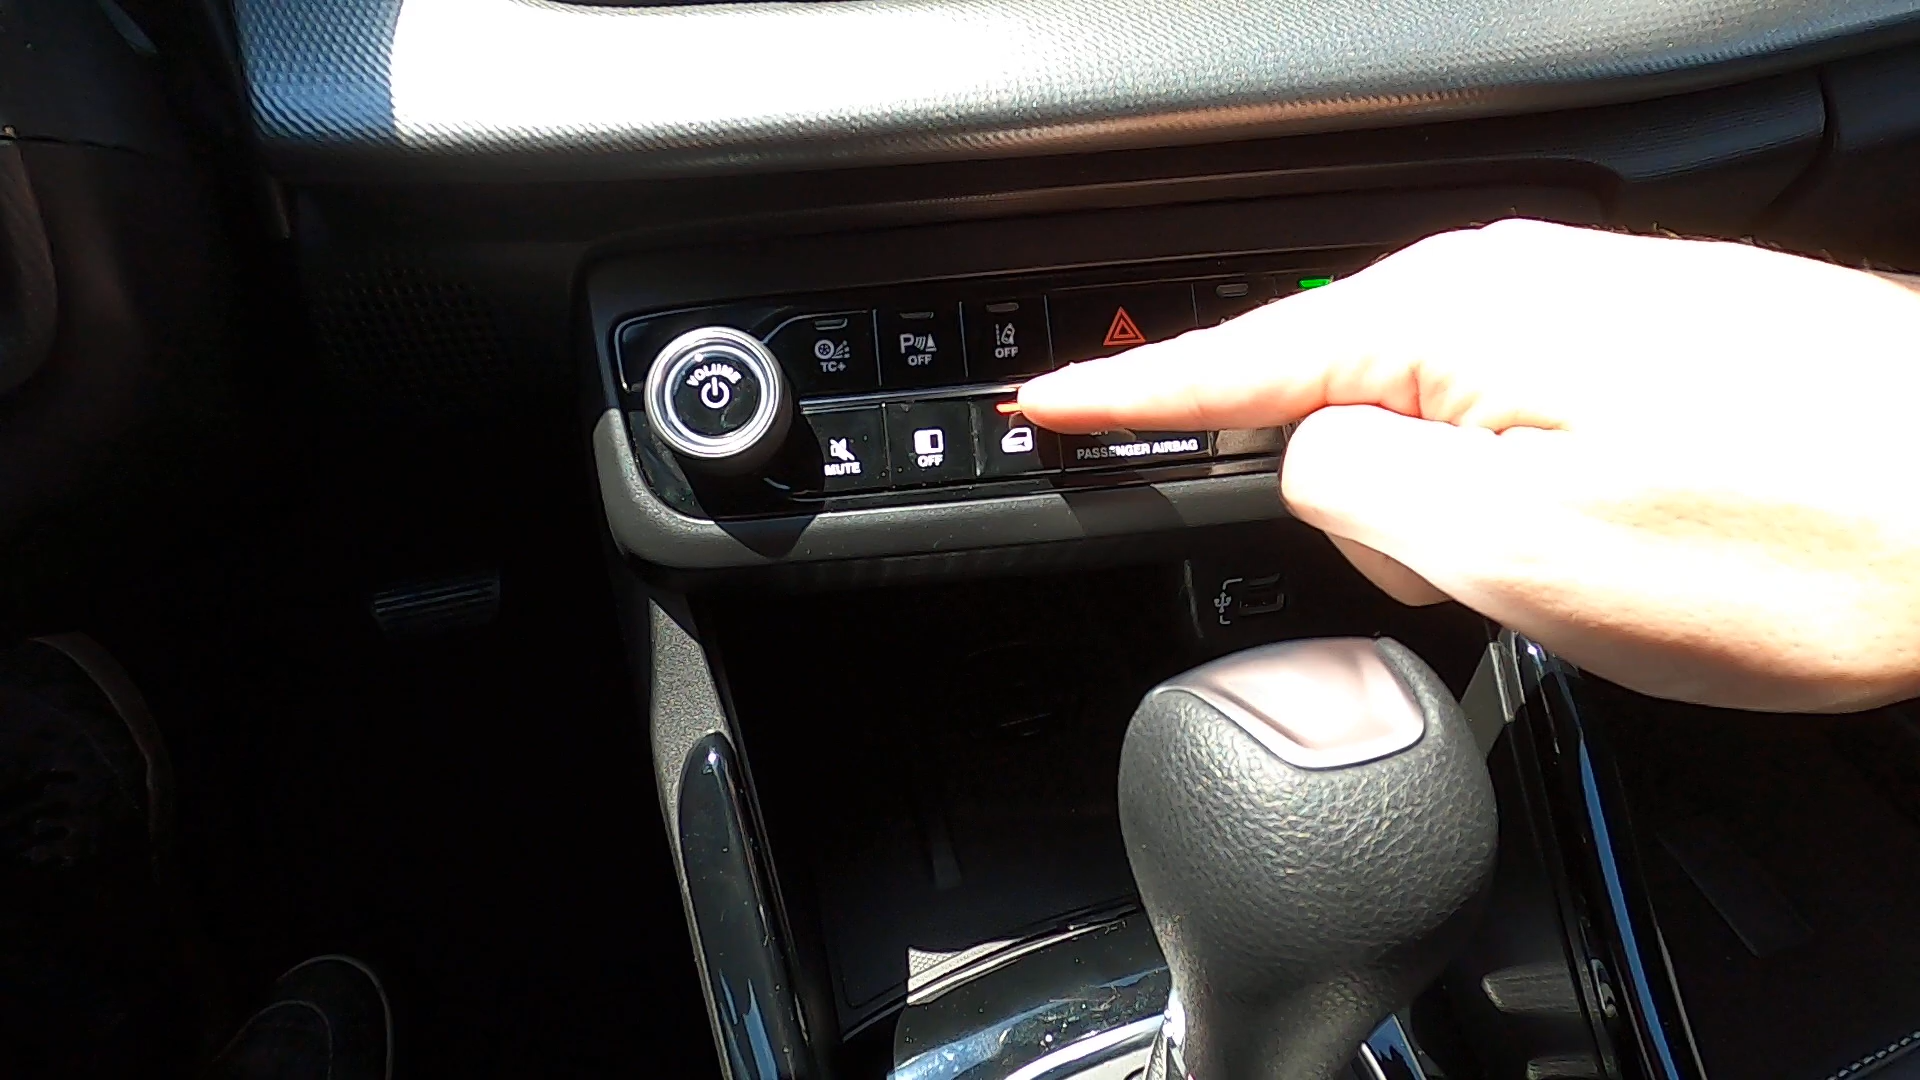 VOLUME
TC+
P
OFF
OFF
MUTE
OFF
PASSENGER AIRBAG